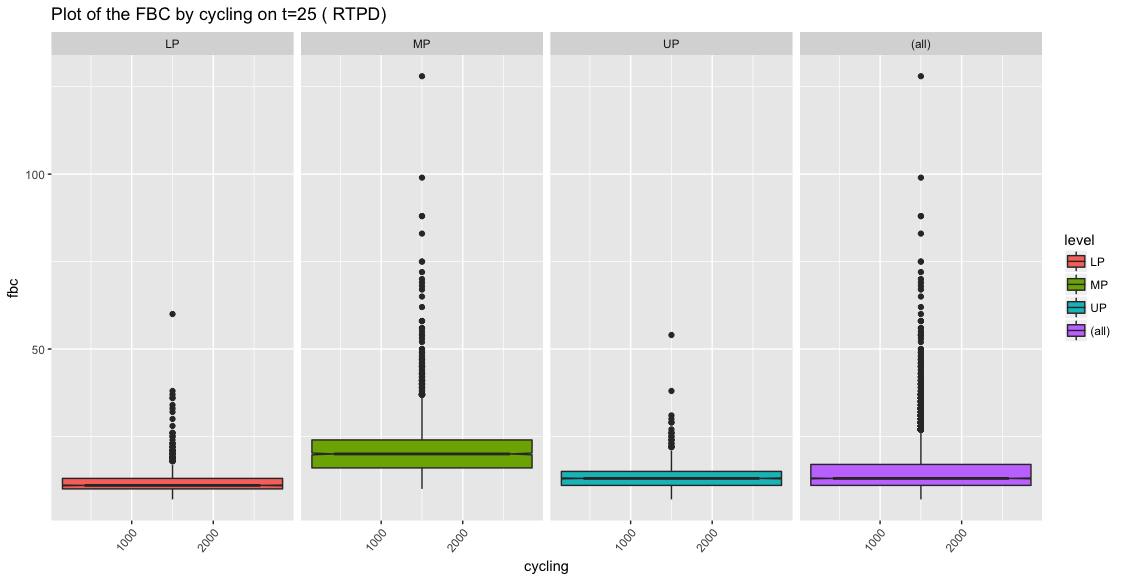 Plot of the FBC by cycling on t=25 ( RTPD)
LP MP UP (all)
100
50
fbc
1000 2000 1000 2000 1000 2000 1000 2000
cycling
level
LP
MP
UP
(all)